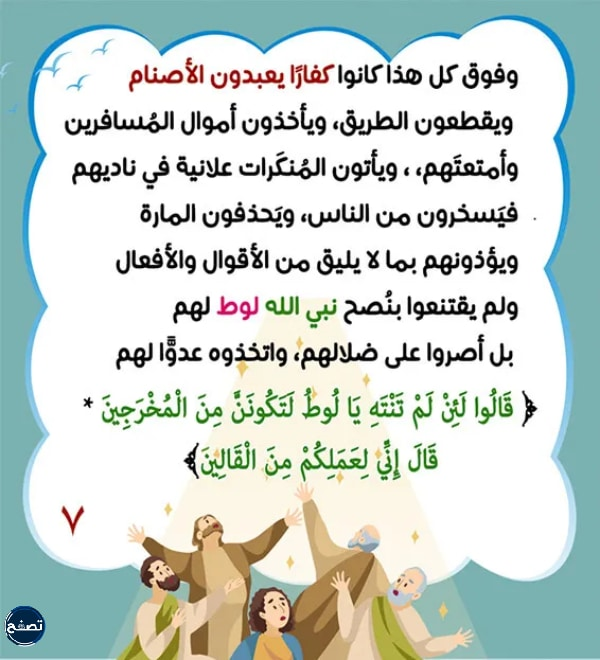 وفوق كل هذا كانوا كفارًا يعبدون الأصنام
ويقطعون الطريق، ويأخذون أموال المُسافرين
وأمتعتَهم، ، ويأتون المُنكَرات علانية في ناديهم
فيَسخرون من الناس، ويَحذفون المارة
ويؤذونهم بما لا يليق من الأقوال والأفعال
ولم يقتنعوا بنُصح نبي الله لوط لهم
بل أصروا على ضلالهم، واتخذوه عدوًّا لهم
﴿ قَالُوا لَئِنْ لَمْ تَنْتَهِ يَا لُوطُ لَتَكُونَنَّ مِنَ الْمُخْرَجِينَ *
قَالَ إِنِّي لِعَمَلِكُمْ مِنَ الْقَالِينَ﴾
٧
تصفح